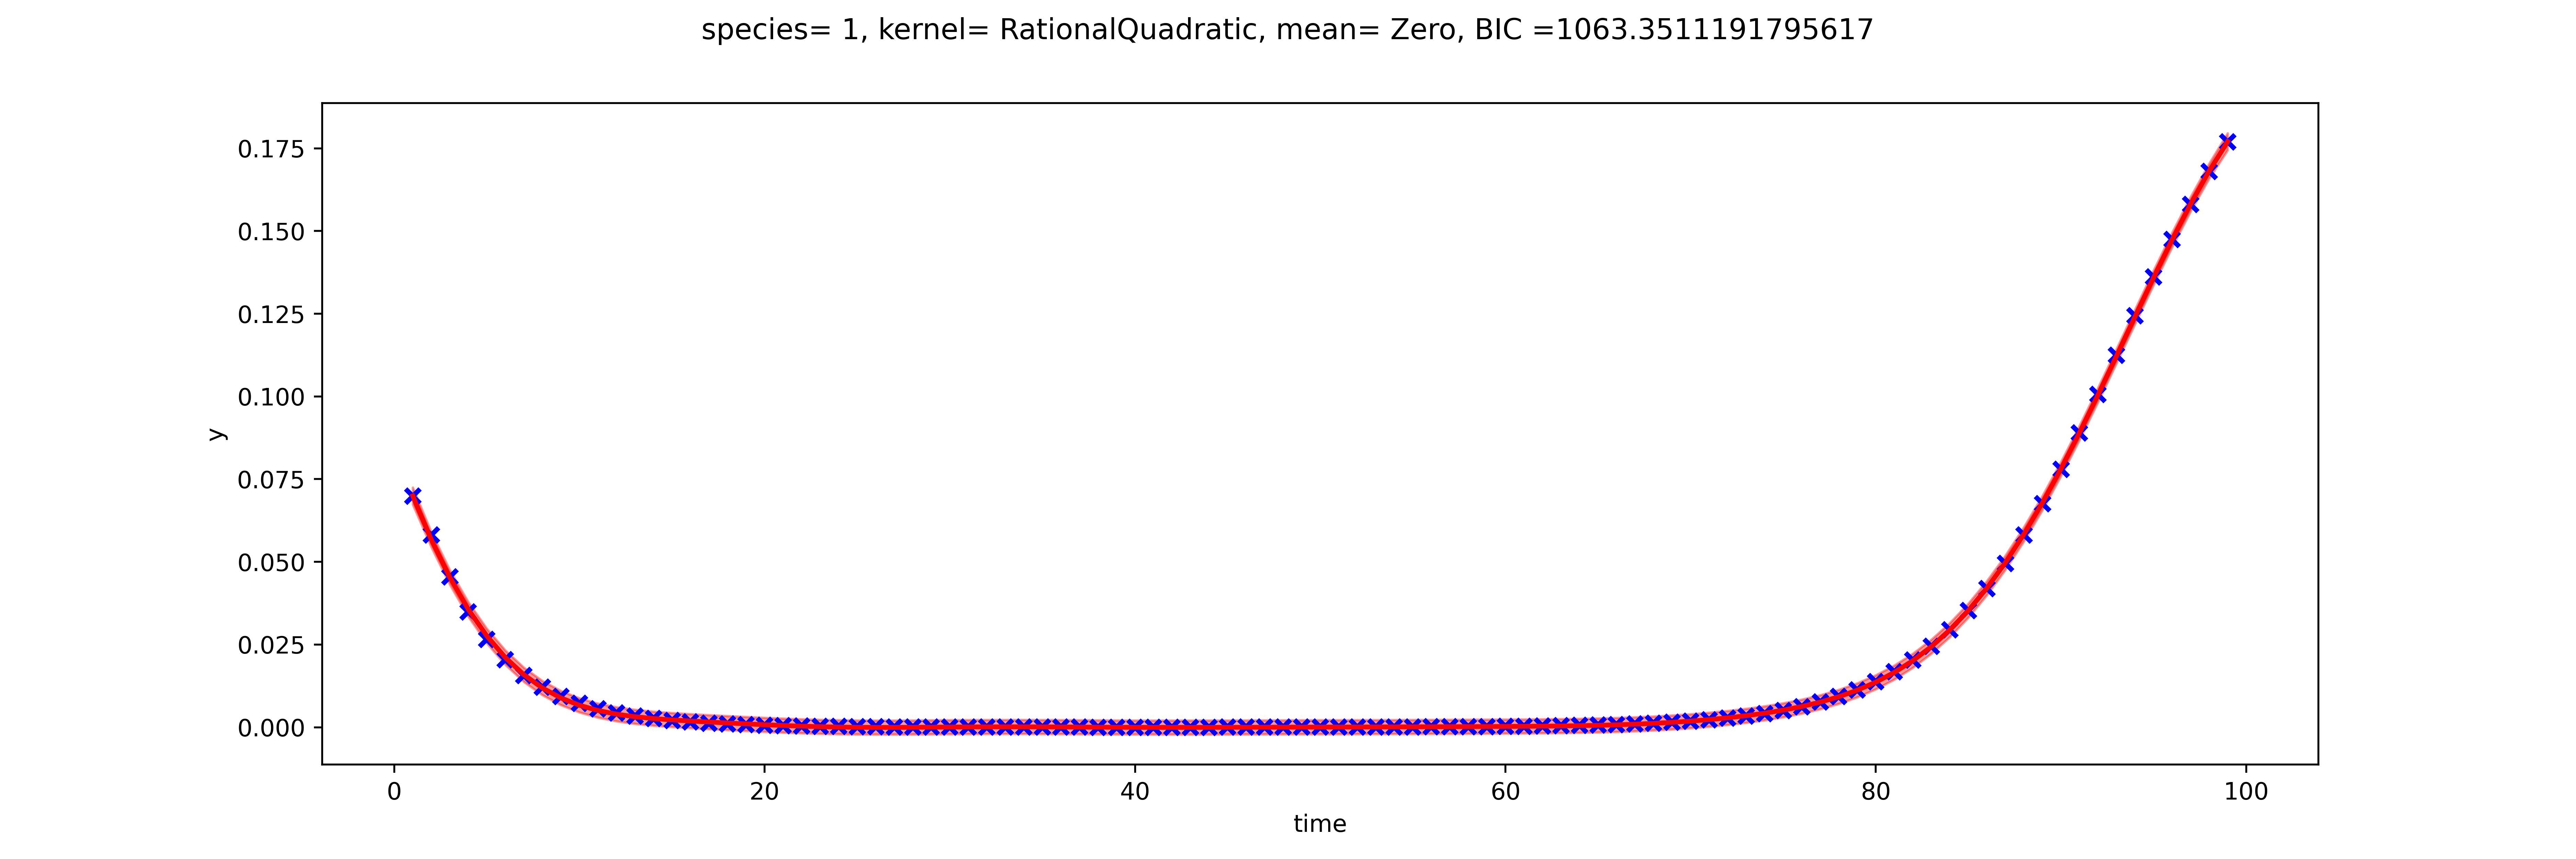 species= 1, kernel= RationalQuadratic, mean= Zero, BIC =1063.3511191795617
0.175
0.150
0.125
0.100
0.075
0.050
0.025
0.000
y
0 20 40 60 80 100
time